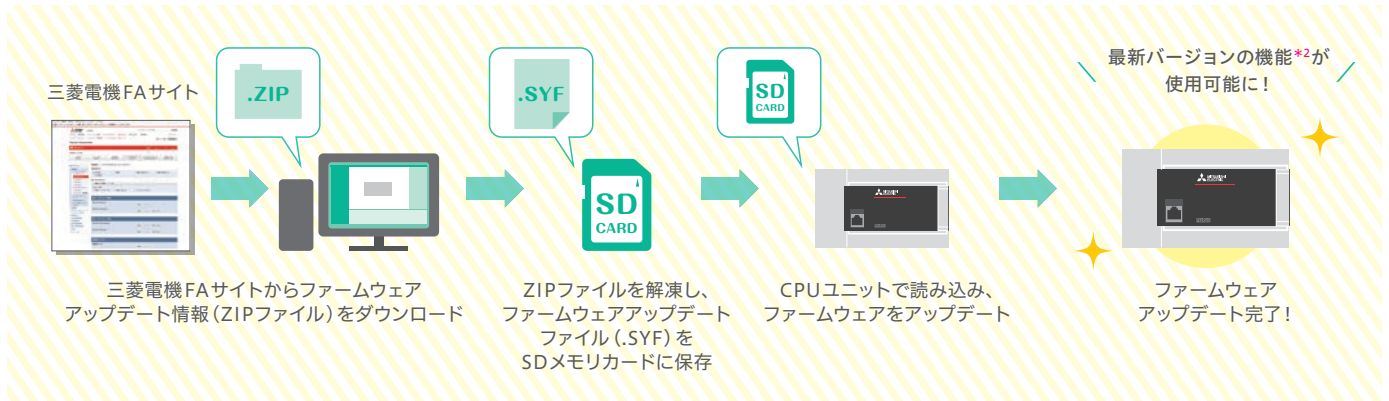 三菱電機FAサイト
.ZIP
.SYF
SD
CARD
SD
CARD
最新バージョンの機能*2が
使用可能に！
三菱電機FAサイトからファームウェア
アップデート情報（ZIPファイル）をダウンロード
ZIPファイルを解凍し、
ファームウェアアップデート
ファイル（.SYF）を
SDメモリカードに保存
CPUユニットで読み込み、
ファームウェアをアップデート
ファームウェア
アップデート完了！